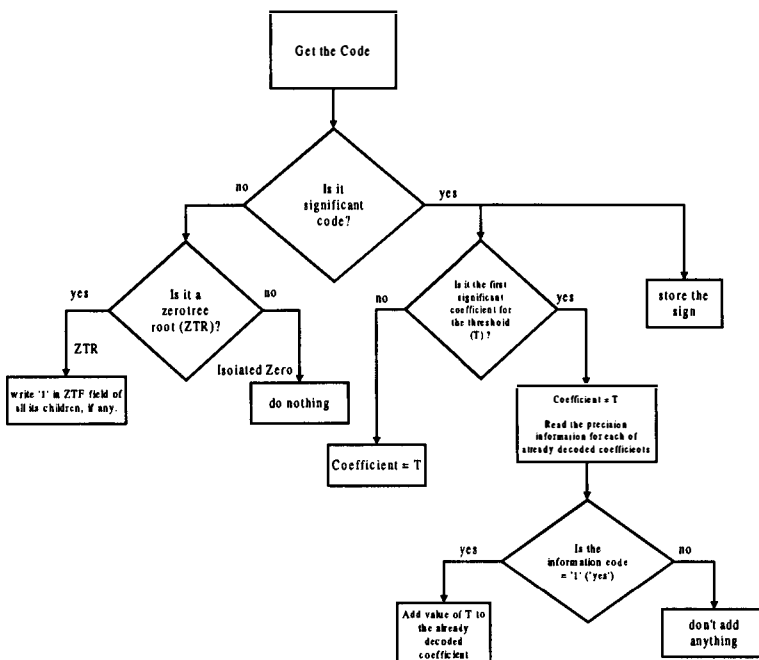 Get the Code
no
Is it
significant
code?
yes
yes
Is it a
zerotree
root (ZTR)?
no
no
Is it the first
significant
coefficient for
the threshold
(T) ?
yes
store the
sign
ZTR
Isolated Zero
write '1' in ZTF field of
all its children, if any.
do nothing
Coefficient = T
Coefficient = T
Read the precision
information for each of
already decoded coefficients
yes
Is the
information code
= '1' ('yes')
no
Add value of T to
the already
decoded
coefficient
don't add
anything